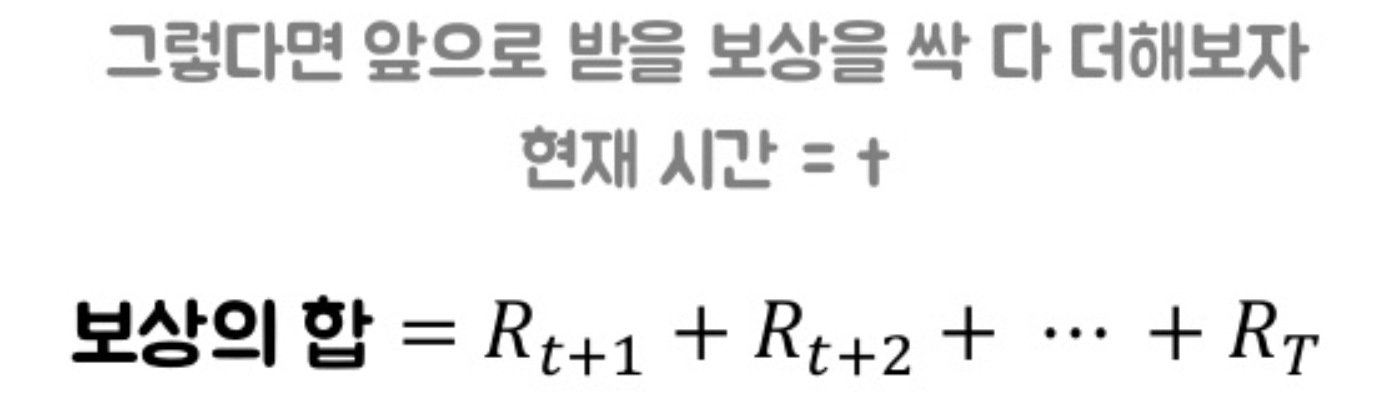 그렇다면 앞으로 받을 보상을 싹 다 더해보자
현재 시간 = t
보상의 합 = R_{t+1} + R_{t+2} + ⋯ + R_T